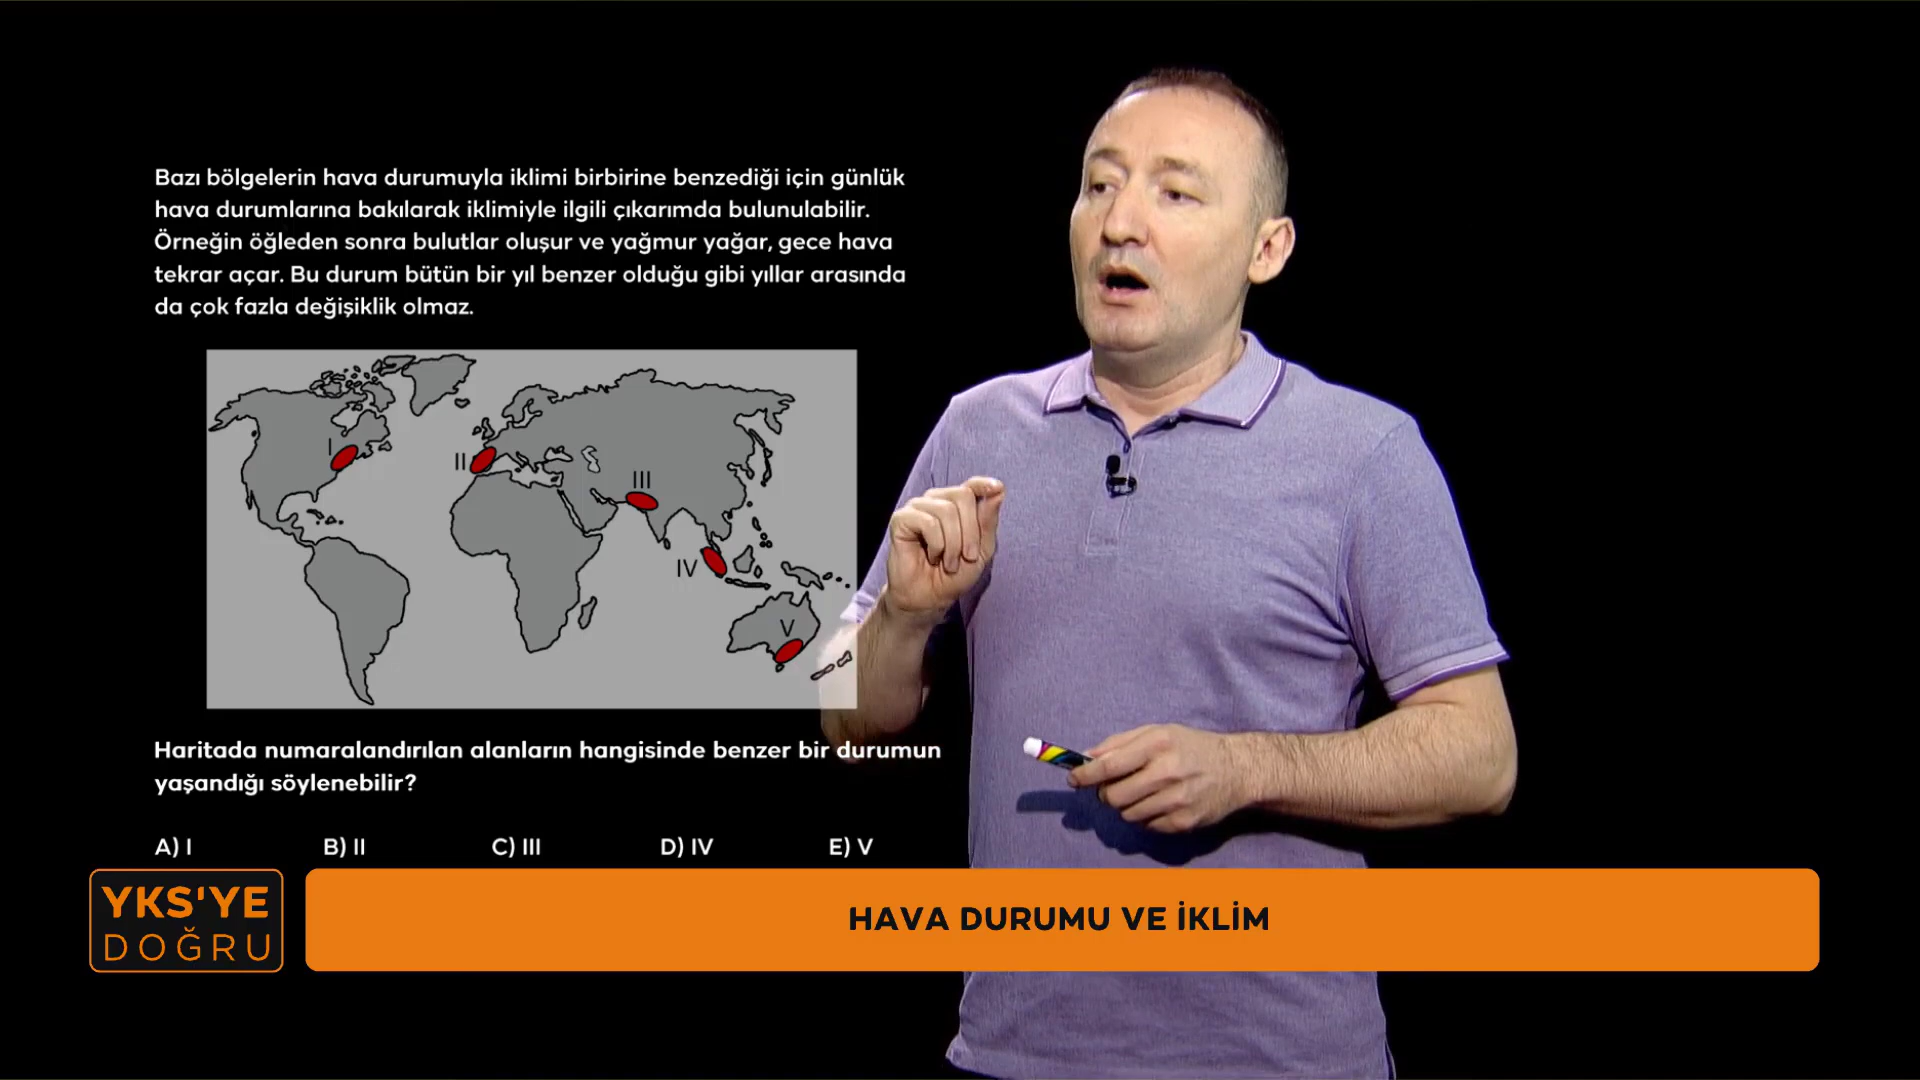 Bazı bölgelerin hava durumuyla iklimi birbirine benzediği için günlük
hava durumlarına bakılarak iklimiyle ilgili çıkarımda bulunulabilir.
Örneğin öğleden sonra bulutlar oluşur ve yağmur yağar, gece hava
tekrar açar. Bu durum bütün bir yıl benzer olduğu gibi yıllar arasında
da çok fazla değişiklik olmaz.
I
II
III
IV
V
Haritada numaralandırılan alanların hangisinde benzer bir durumun
yaşandığı söylenebilir?
A) I B) II C) III D) IV E) V
YKS'YE
DOĞRU
HAVA DURUMU VE İKLİM